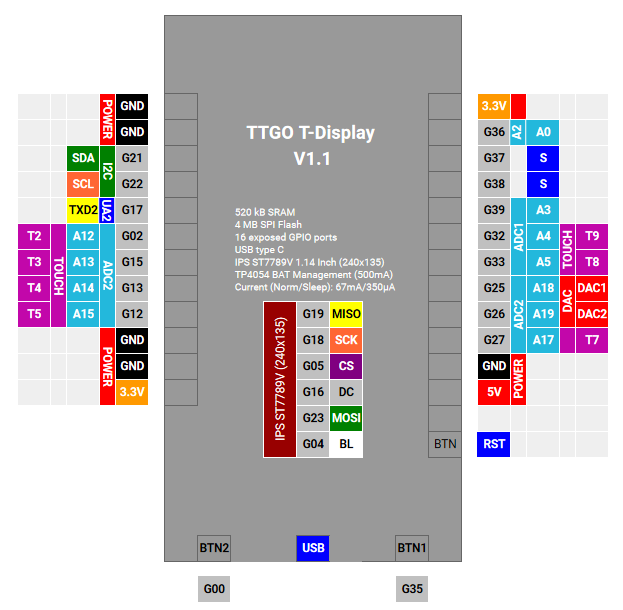 TTGO T-Display
V1.1
520 kB SRAM
4 MB SPI Flash
16 exposed GPIO ports
USB type C
IPS ST7789V 1.14 Inch (240x135)
TP4054 BAT Management (500mA)
Current (Norm/Sleep): 67mA/350µA
POWER
GND
GND
SDA I2C G21
SCL G22
TXD2 UA2 G17
T2 TOUCH A12 ADC2 G02
T3 A13 G15
T4 A14 G13
T5 A15 G12
POWER
GND
GND
3.3V
IPS ST7789V (240x135)
G19 MISO
G18 SCK
G05 CS
G16 DC
G23 MOSI
G04 BL
3.3V
G36 A2 A0
G37 S
G38 S
G39 ADC1 A3
G32 A4 TOUCH T9
G33 A5 T8
G25 ADC2 A18 DAC DAC1
G26 A19 DAC2
G27 A17 T7
GND POWER
5V
BTN RST
BTN2 USB BTN1
G00 G35